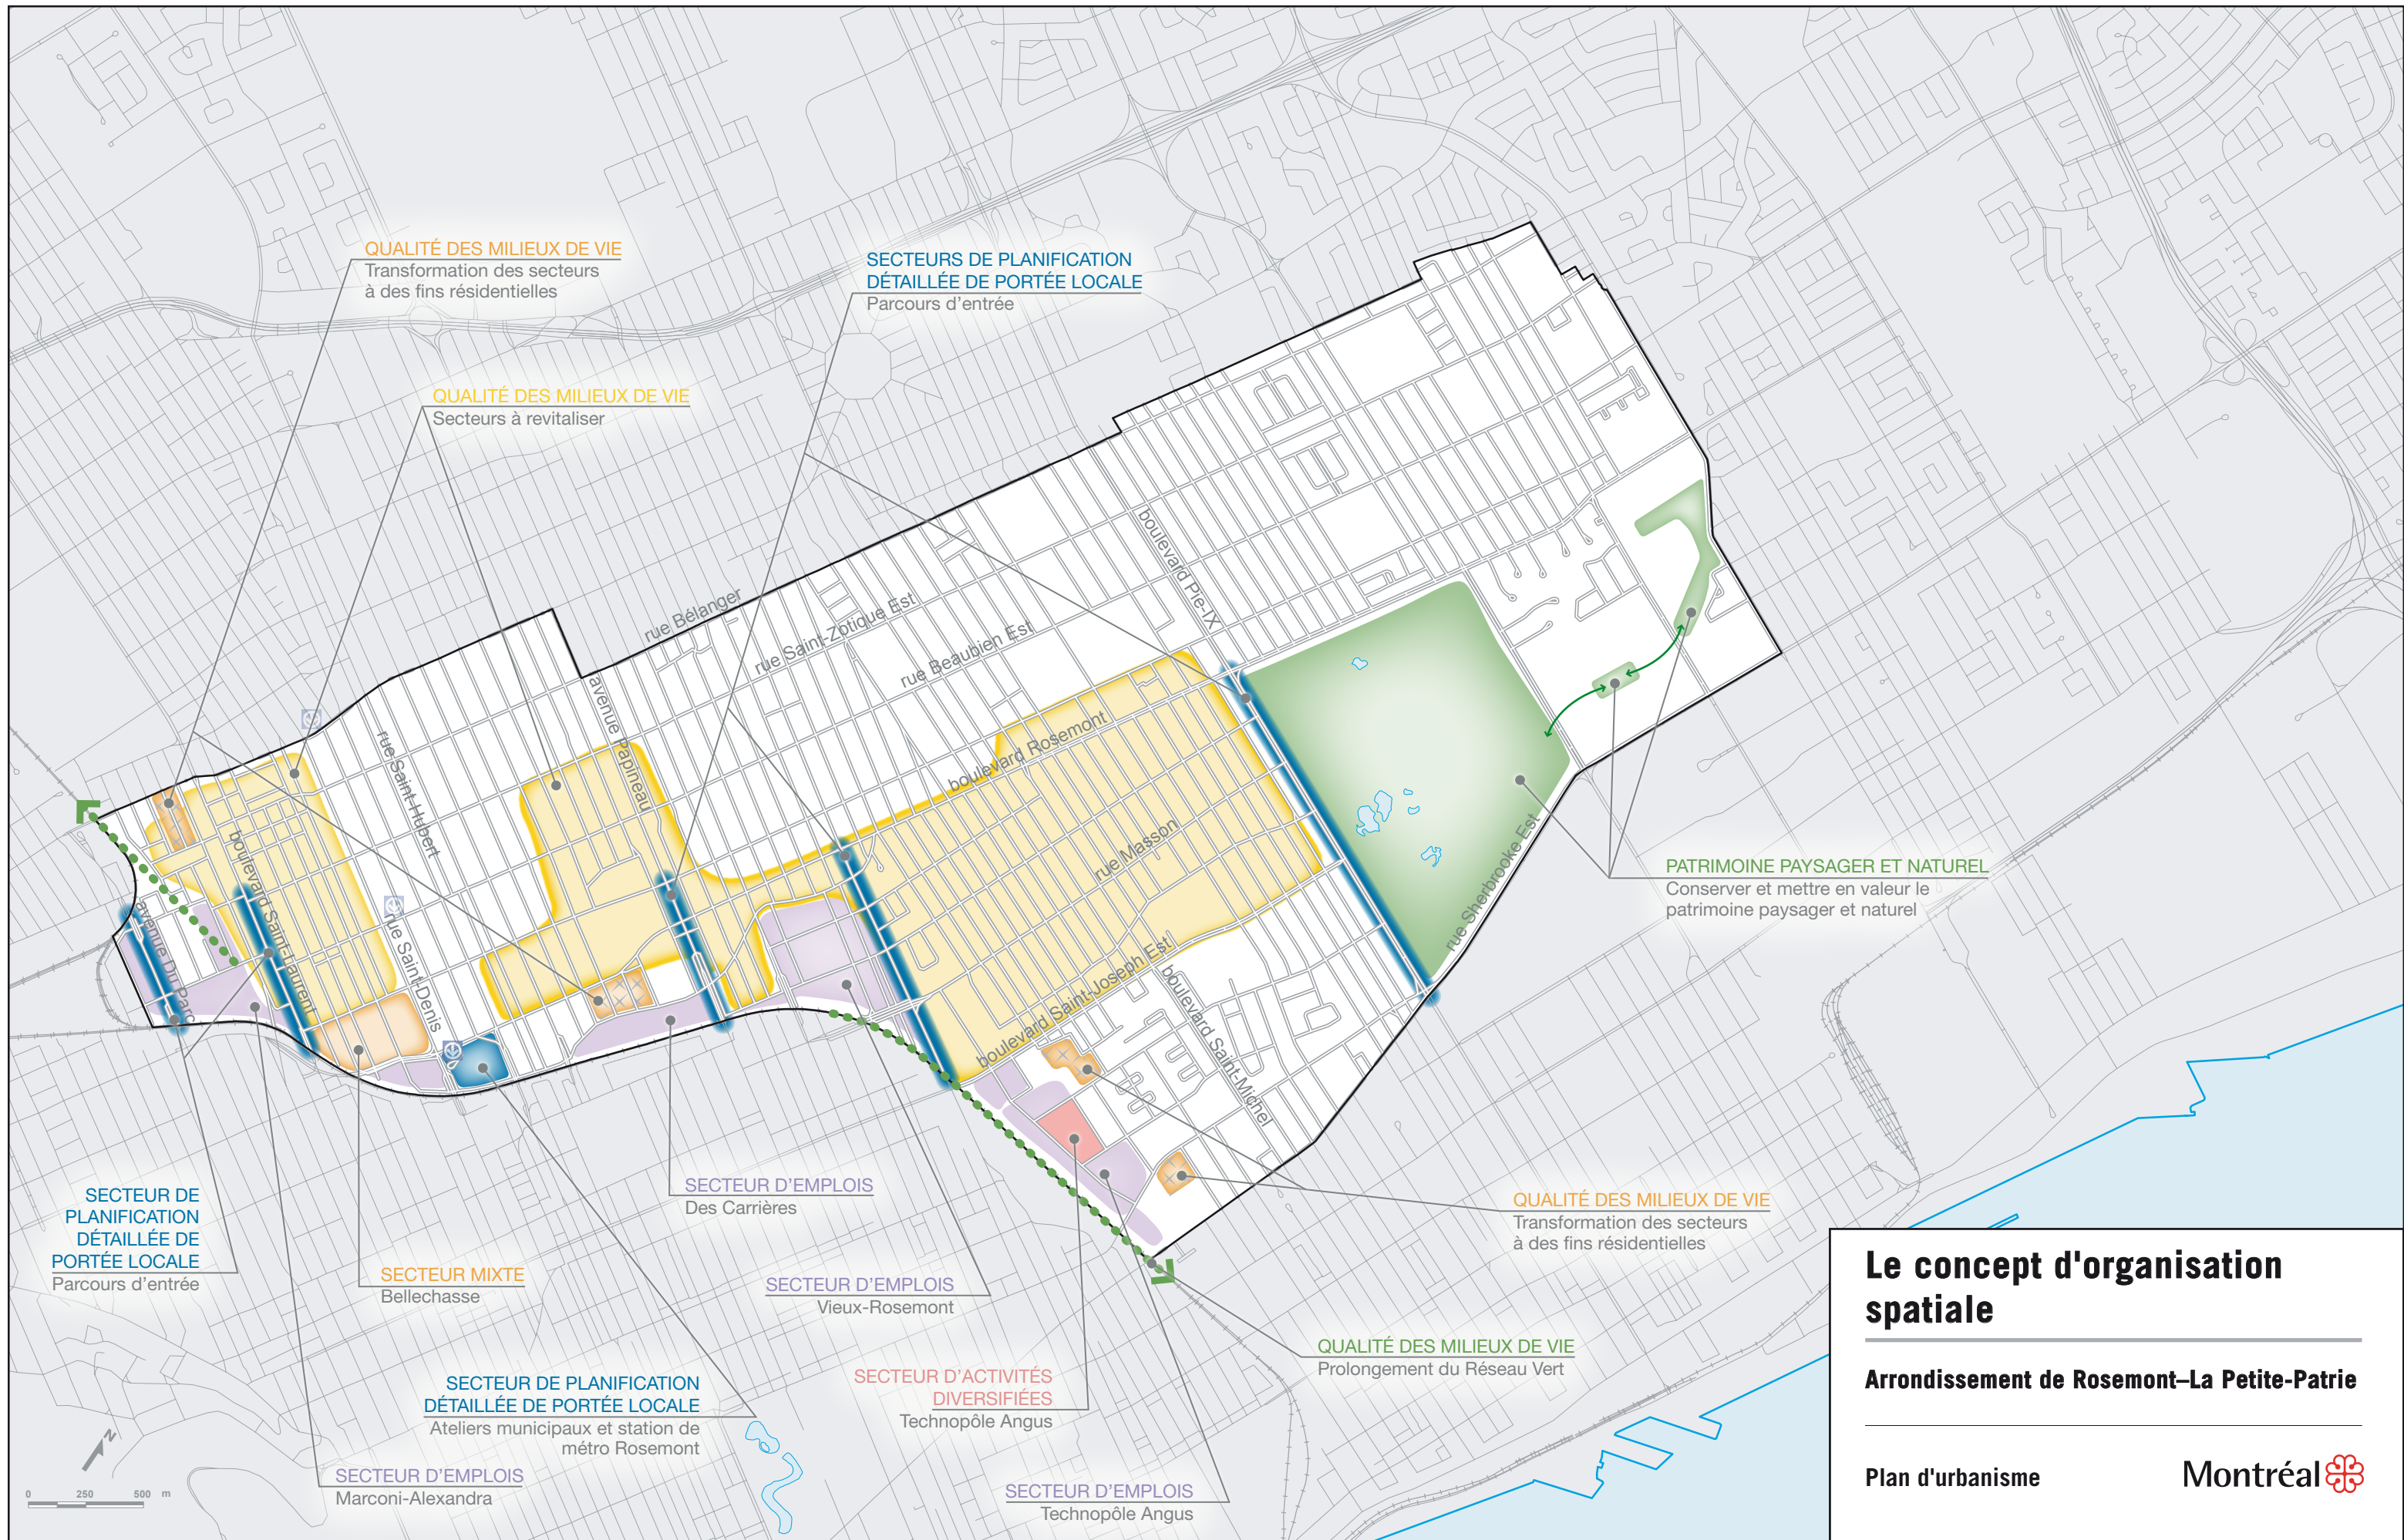 QUALITÉ DES MILIEUX DE VIE
Transformation des secteurs
à des fins résidentielles
SECTEURS DE PLANIFICATION
DÉTAILLÉE DE PORTÉE LOCALE
Parcours d'entrée
QUALITÉ DES MILIEUX DE VIE
Secteurs à revitaliser
boulevard Pie-IX
rue Bélanger
rue Saint-Zotique Est
rue Beaubien Est
avenue Papineau
rue Saint-Hubert
boulevard Rosemont
boulevard Saint-Laurent
rue Masson
rue Sherbrooke Est
avenue Du Parc
rue Saint-Denis
boulevard Saint-Joseph Est
boulevard Saint-Michel
PATRIMOINE PAYSAGER ET NATUREL
Conserver et mettre en valeur le
patrimoine paysager et naturel
SECTEUR DE
PLANIFICATION
DÉTAILLÉE DE
PORTÉE LOCALE
Parcours d'entrée
SECTEUR D'EMPLOIS
Des Carrières
QUALITÉ DES MILIEUX DE VIE
Transformation des secteurs
à des fins résidentielles
SECTEUR MIXTE
Bellechasse
SECTEUR D'EMPLOIS
Vieux-Rosemont
QUALITÉ DES MILIEUX DE VIE
Prolongement du Réseau Vert
SECTEUR D'ACTIVITÉS
DIVERSIFIÉES
Technopôle Angus
SECTEUR DE PLANIFICATION
DÉTAILLÉE DE PORTÉE LOCALE
Ateliers municipaux et station de
métro Rosemont
SECTEUR D'EMPLOIS
Marconi-Alexandra
SECTEUR D'EMPLOIS
Technopôle Angus
N
0 250 500 m
Le concept d'organisation
spatiale
Arrondissement de Rosemont–La Petite-Patrie
Plan d'urbanisme
Montréal